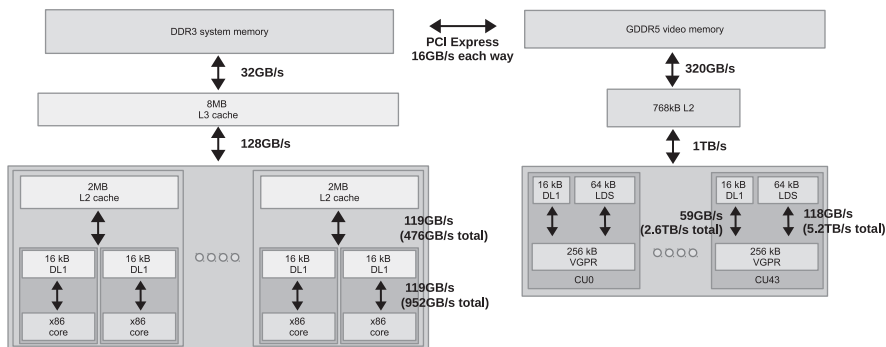 DDR3 system memory
PCI Express
16GB/s each way
GDDR5 video memory
32GB/s
320GB/s
8MB
L3 cache
768kB L2
128GB/s
1TB/s
2MB
L2 cache
2MB
L2 cache
119GB/s
(476GB/s total)
16 kB
DL1
16 kB
DL1
16 kB
DL1
16 kB
DL1
119GB/s
(952GB/s total)
x86
core
x86
core
x86
core
x86
core
16 kB
DL1
64 kB
LDS
16 kB
DL1
64 kB
LDS
59GB/s
(2.6TB/s total)
118GB/s
(5.2TB/s total)
256 kB
VGPR
256 kB
VGPR
CU0
CU43